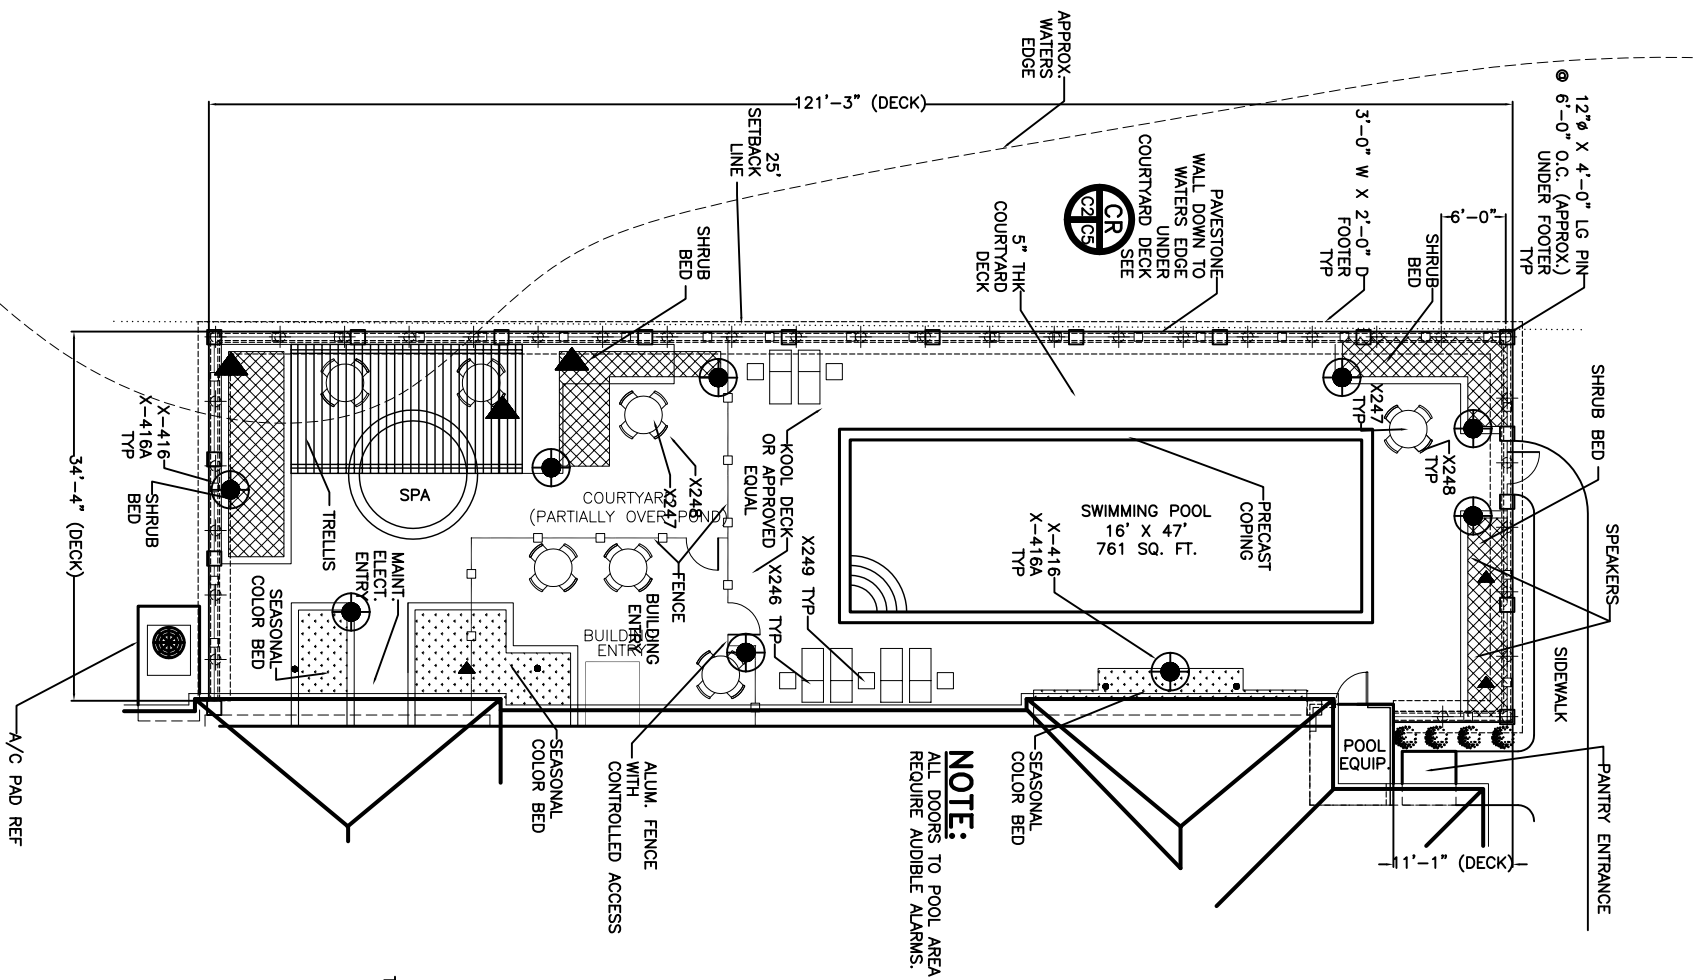 APPROX.
WATERS
EDGE
121'-3" (DECK)
25'
SETBACK
LINE
SHRUB
BED
5" THK
COURTYARD
DECK
PAVESTONE
WALL DOWN TO
WATERS EDGE
UNDER
COURTYARD DECK
SEE
CR
C2 C5
3'-0" W X 2'-0" D
FOOTER
TYP
12"ø X 4'-0" LG PIN
@ 6'-0" O.C. (APPROX.)
UNDER FOOTER
TYP
6'-0"
SHRUB
BED
SHRUB BED
SPEAKERS
SIDEWALK
PANTRY ENTRANCE
X247
TYP
X248
TYP
PRECAST
COPING
SWIMMING POOL
16' X 47'
761 SQ. FT.
X-416
X-416A
TYP
KOOL DECK
OR APPROVED
EQUAL
X249 TYP
X246 TYP
X248
X247
COURTYARD
(PARTIALLY OVER POND)
FENCE
BUILDING
ENTRY
BUILDING
ENTRY
SPA
TRELLIS
X-416
X-416A
TYP
SHRUB
BED
34'-4" (DECK)
MAINT.
ELECT.
ENTRY
SEASONAL
COLOR BED
SEASONAL
COLOR BED
ALUM. FENCE
WITH
CONTROLLED ACCESS
NOTE:
ALL DOORS TO POOL AREA
REQUIRE AUDIBLE ALARMS.
SEASONAL
COLOR BED
POOL
EQUIP.
11'-1" (DECK)
A/C PAD REF
T